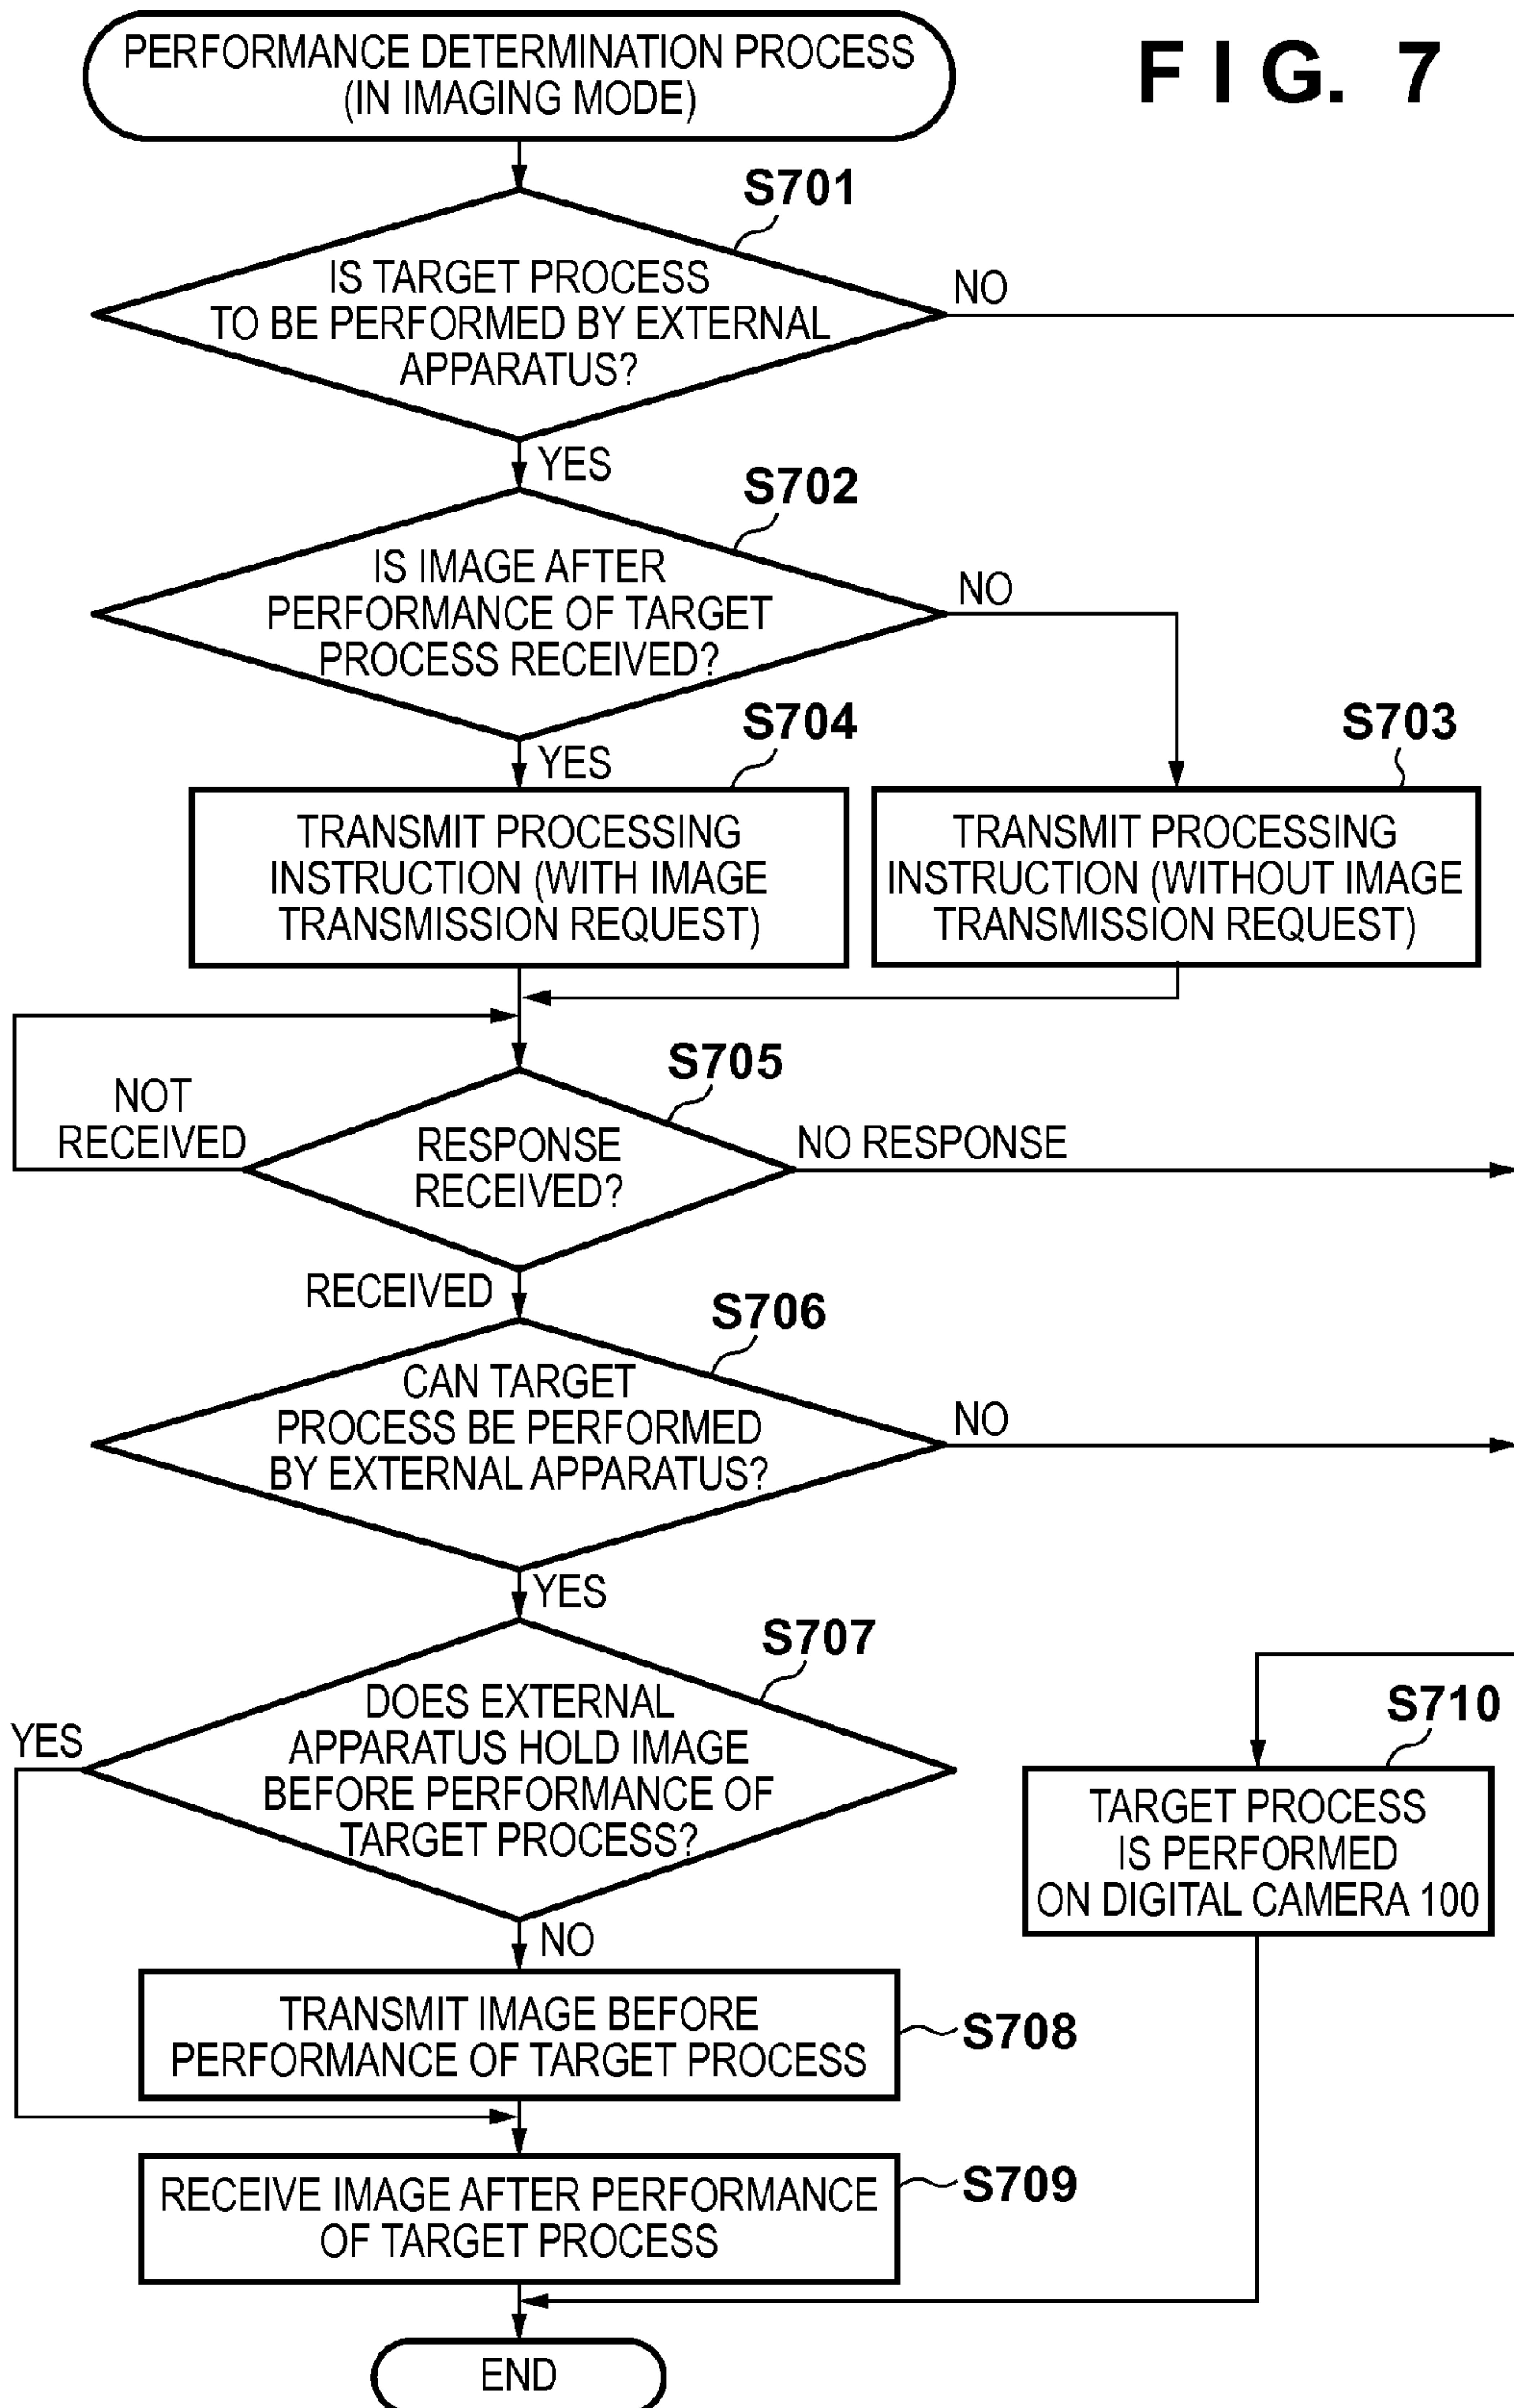 FIG. 7
PERFORMANCE DETERMINATION PROCESS
(IN IMAGING MODE)
S701
IS TARGET PROCESS
TO BE PERFORMED BY EXTERNAL
APPARATUS?
NO
YES
S702
IS IMAGE AFTER
PERFORMANCE OF TARGET
PROCESS RECEIVED?
NO
YES
S704
TRANSMIT PROCESSING
INSTRUCTION (WITH IMAGE
TRANSMISSION REQUEST)
S703
TRANSMIT PROCESSING
INSTRUCTION (WITHOUT IMAGE
TRANSMISSION REQUEST)
S705
NOT
RECEIVED
RESPONSE
RECEIVED?
NO RESPONSE
RECEIVED
S706
CAN TARGET
PROCESS BE PERFORMED
BY EXTERNAL APPARATUS?
NO
YES
S707
DOES EXTERNAL
APPARATUS HOLD IMAGE
BEFORE PERFORMANCE OF
TARGET PROCESS?
YES
NO
S710
TARGET PROCESS
IS PERFORMED
ON DIGITAL CAMERA 100
TRANSMIT IMAGE BEFORE
PERFORMANCE OF TARGET PROCESS
S708
RECEIVE IMAGE AFTER PERFORMANCE
OF TARGET PROCESS
S709
END